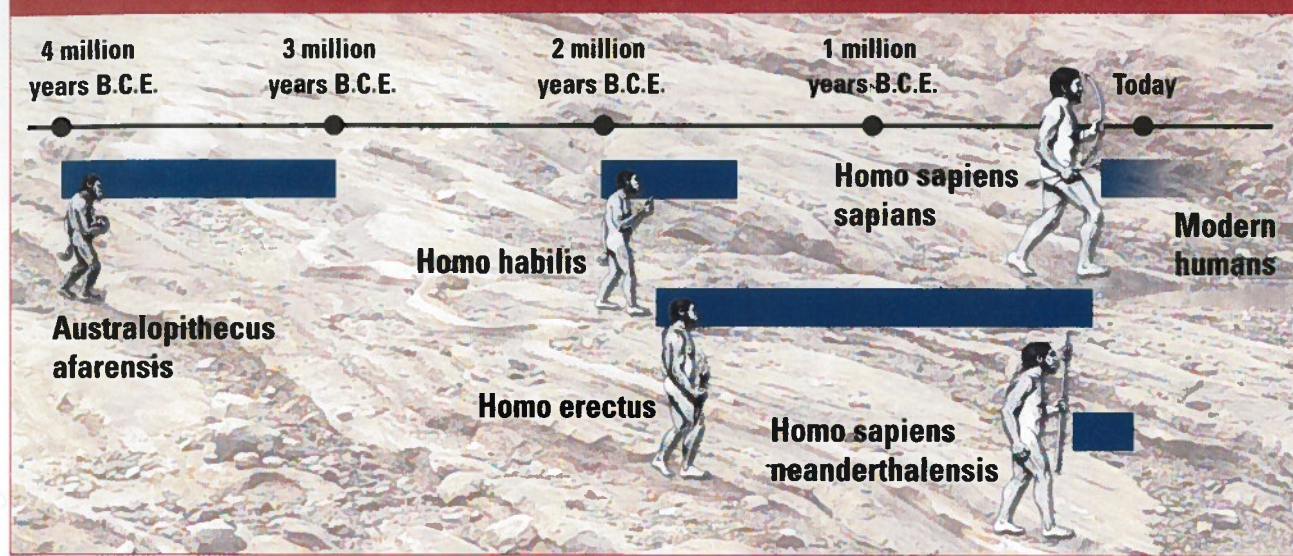 4 million
years B.C.E.
3 million
years B.C.E.
2 million
years B.C.E.
1 million
years B.C.E.
Today
Homo sapiens
sapians
Modern
humans
Homo habilis
Australopithecus
afarensis
Homo erectus
Homo sapiens
neanderthalensis